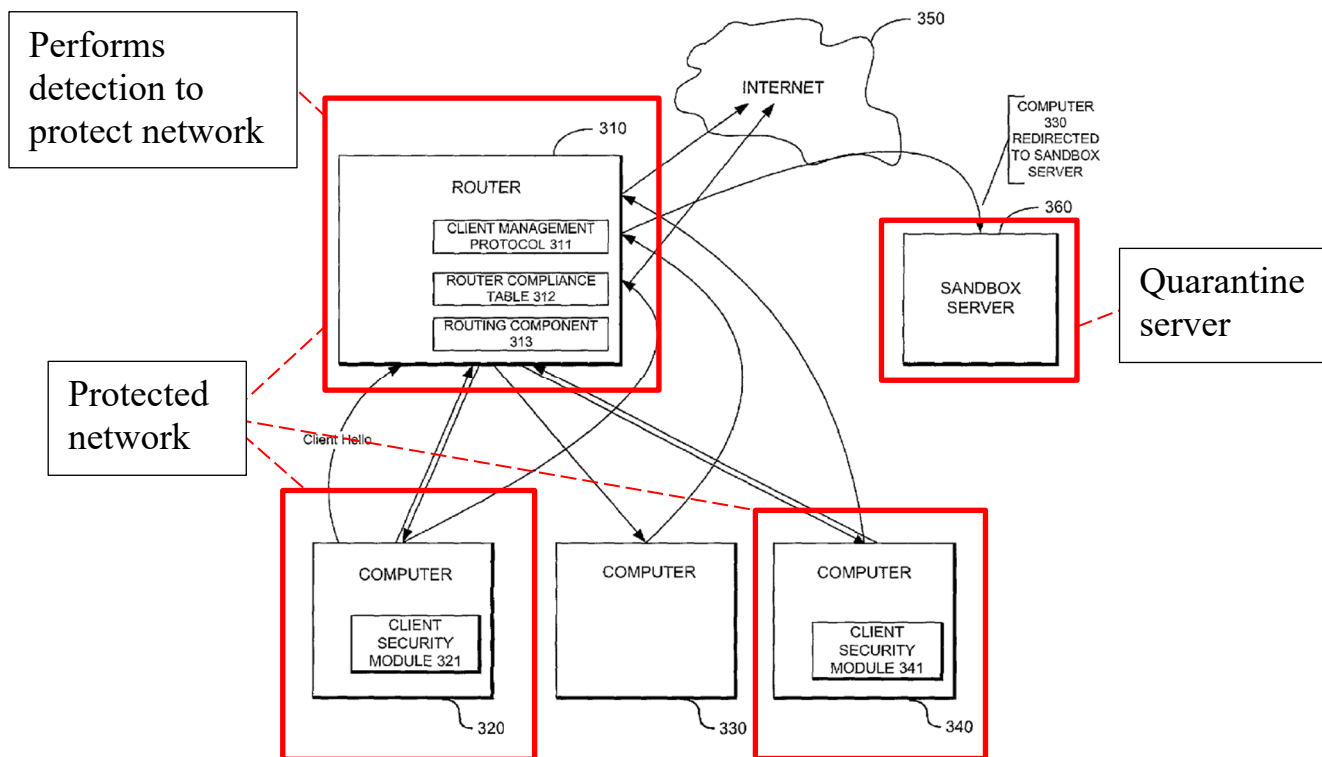 Performs
detection to
protect network
350
INTERNET
COMPUTER
330
REDIRECTED
TO SANDBOX
SERVER
310
ROUTER
CLIENT MANAGEMENT
PROTOCOL 311
ROUTER COMPLIANCE
TABLE 312
ROUTING COMPONENT
313
360
SANDBOX
SERVER
Quarantine
server
Protected
network
Client Hello
COMPUTER
CLIENT
SECURITY
MODULE 321
320
COMPUTER
330
COMPUTER
CLIENT
SECURITY
MODULE 341
340